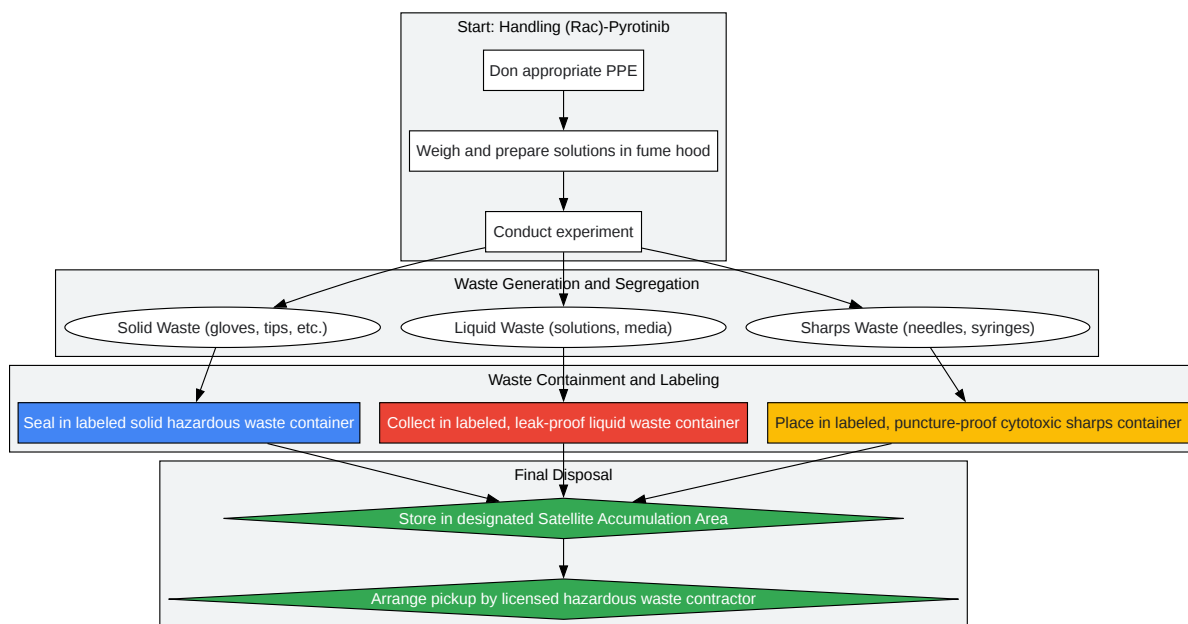 Start: Handling (Rac)-Pyrotinib
Don appropriate PPE
Weigh and prepare solutions in fume hood
Conduct experiment
Waste Generation and Segregation
Solid Waste (gloves, tips, etc.)
Liquid Waste (solutions, media)
Sharps Waste (needles, syringes)
Waste Containment and Labeling
Seal in labeled solid hazardous waste container
Collect in labeled, leak-proof liquid waste container
Place in labeled, puncture-proof cytotoxic sharps container
Final Disposal
Store in designated Satellite Accumulation Area
Arrange pickup by licensed hazardous waste contractor